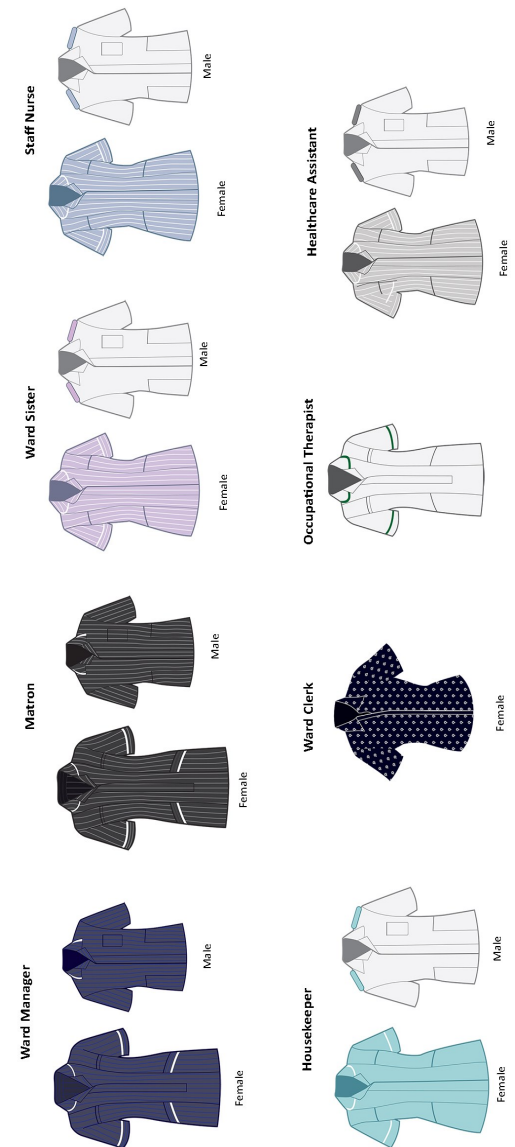 Ward Manager
Female
Male
Matron
Female
Male
Ward Sister
Female
Male
Staff Nurse
Female
Male
Housekeeper
Female
Male
Ward Clerk
Female
Occupational Therapist
Healthcare Assistant
Female
Male